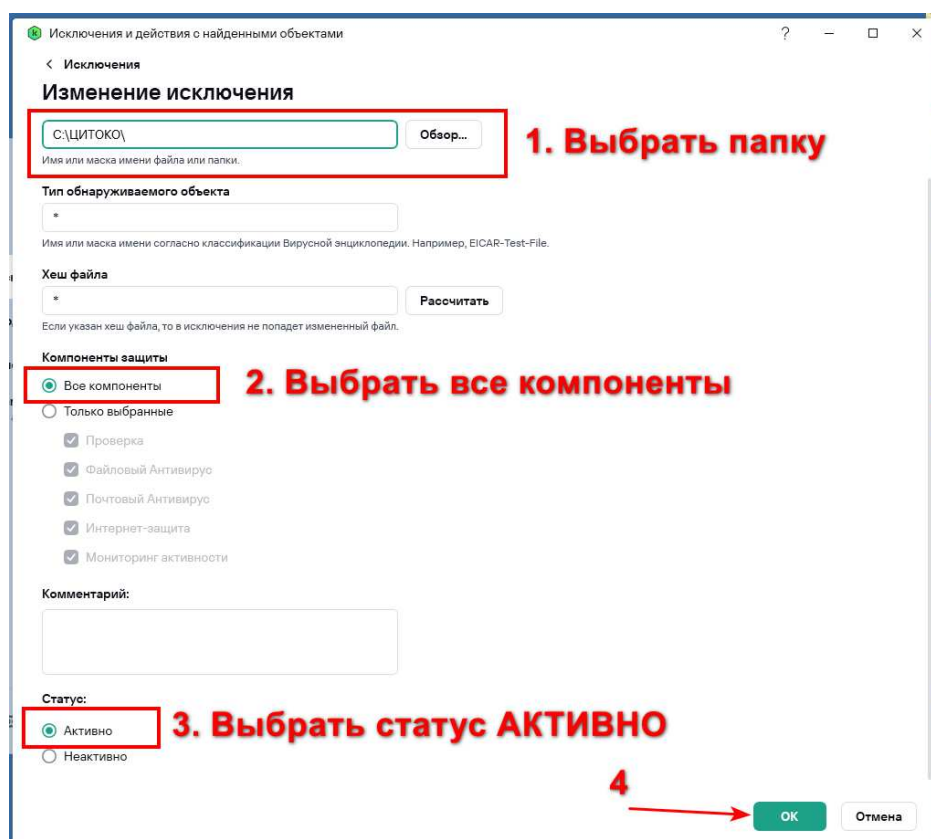 Исключения и действия с найденными объектами
Исключения
Изменение исключения
C:\ЦИТОКО\
Обзор...
1. Выбрать папку
Имя или маска имени файла или папки.
Тип обнаруживаемого объекта
*
Имя или маска имени согласно классификации Вирусной энциклопедии. Например, EICAR-Test-File.
Хеш файла
*
Рассчитать
Если указан хеш файла, то в исключения не попадет измененный файл.
Компоненты защиты
Все компоненты
2. Выбрать все компоненты
Только выбранные
Проверка
Файловый Антивирус
Почтовый Антивирус
Интернет-защита
Мониторинг активности
Комментарий:
Статус:
Активно
3. Выбрать статус АКТИВНО
Неактивно
4
ОК
Отмена